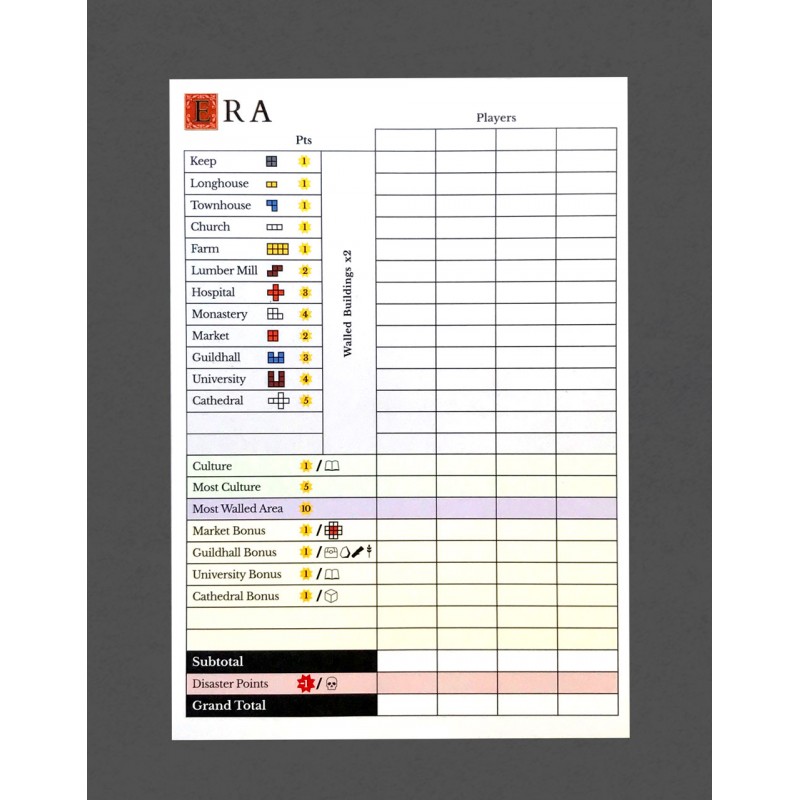 ERA
Players
Pts
Keep 1
Longhouse 1
Townhouse 1
Church 1
Farm 1
Lumber Mill 2
Hospital 3
Monastery 4
Market 2
Guildhall 3
University 4
Cathedral 5
Walled Buildings x2
Culture 1 /
Most Culture 5
Most Walled Area 10
Market Bonus 1 /
Guildhall Bonus 1 /
University Bonus 1 /
Cathedral Bonus 1 /
Subtotal
Disaster Points -1 /
Grand Total